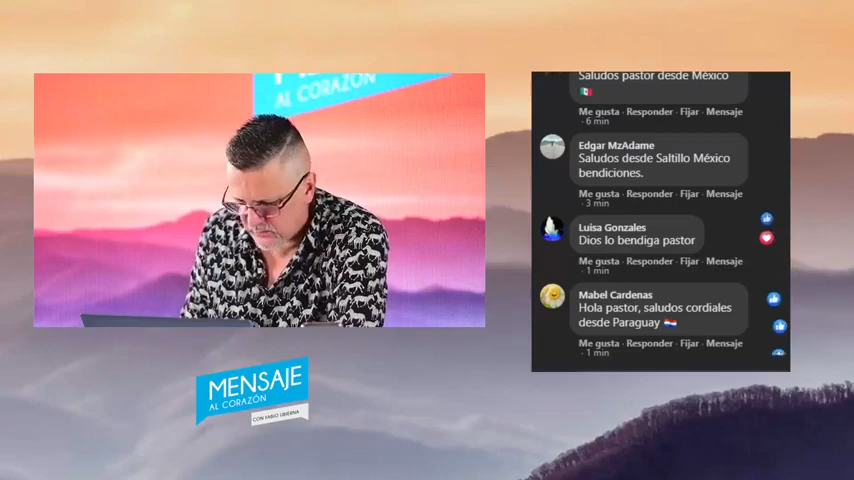 AL CORAZÓN
MENSAJE
AL CORAZÓN
CON FABIO UBIERNA
Saludos pastor desde México
Me gusta · Responder · Fijar · Mensaje
· 6 min
Edgar MzAdame
Saludos desde Saltillo México
bendiciones.
Me gusta · Responder · Fijar · Mensaje
· 3 min
Luisa Gonzales
Dios lo bendiga pastor
Me gusta · Responder · Fijar · Mensaje
· 1 min
Mabel Cardenas
Hola pastor, saludos cordiales
desde Paraguay
Me gusta · Responder · Fijar · Mensaje
· 1 min